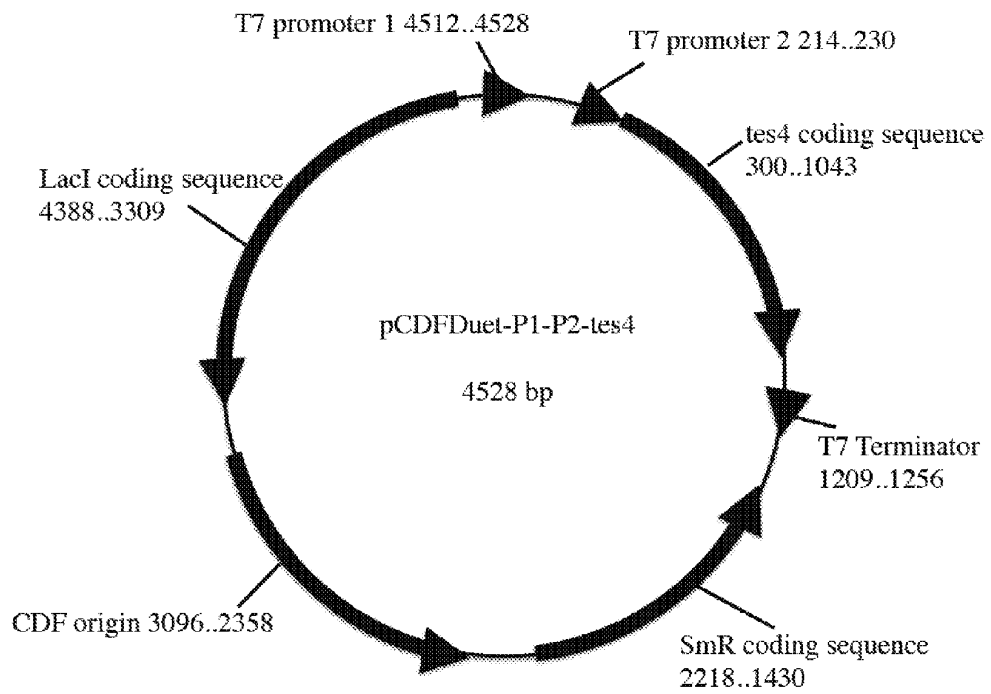 T7 promoter 1 4512..4528
T7 promoter 2 214..230
tes4 coding sequence
300..1043
LacI coding sequence
4388..3309
pCDFDuet-P1-P2-tes4
4528 bp
T7 Terminator
1209..1256
CDF origin 3096..2358
SmR coding sequence
2218..1430